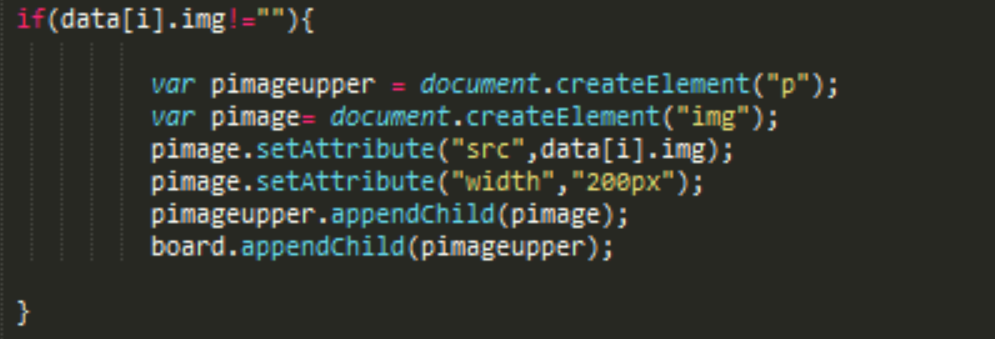 if(data[i].img!=""){
var pimageupper = document.createElement("p");
var pimage= document.createElement("img");
pimage.setAttribute("src",data[i].img);
pimage.setAttribute("width","200px");
pimageupper.appendChild(pimage);
board.appendChild(pimageupper);
}